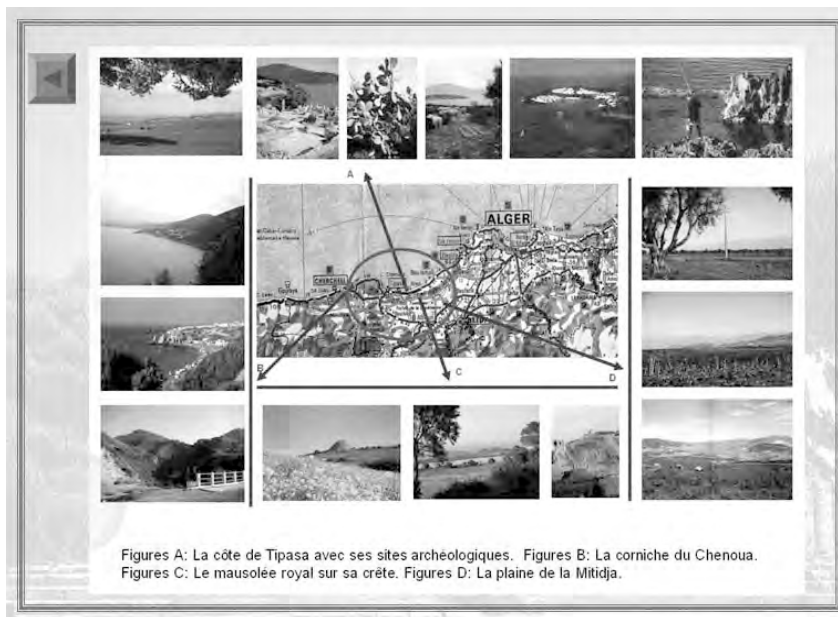 A
ALGER
CHERCHELL
B
C
D
Figures A: La côte de Tipasa avec ses sites archéologiques. Figures B: La corniche du Chenoua.
Figures C: Le mausolée royal sur sa crête. Figures D: La plaine de la Mitidja.